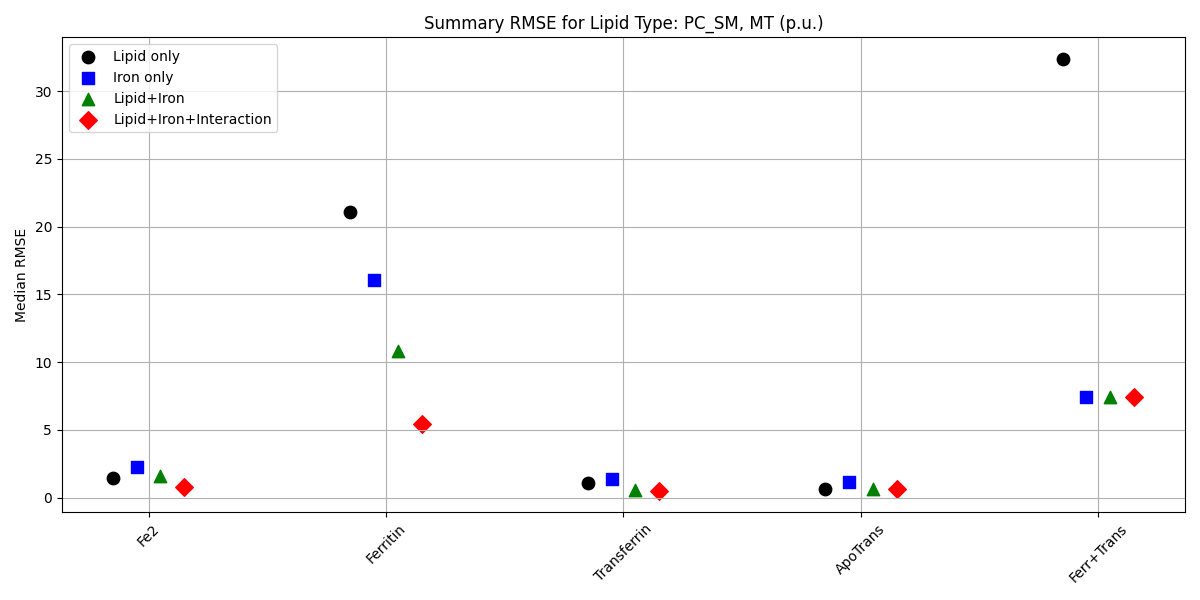 Summary RMSE for Lipid Type: PC_SM, MT (p.u.)
Lipid only
Iron only
Lipid+Iron
Lipid+Iron+Interaction
Median RMSE
30
25
20
15
10
5
0
Fe2
Ferritin
Transferrin
ApoTrans
Ferr+Trans